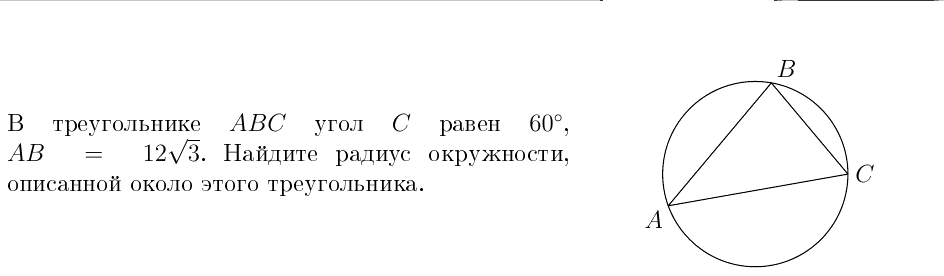 В треугольнике ABC угол C равен 60°,
AB = 12√3. Найдите радиус окружности,
описанной около этого треугольника.
B
C
A